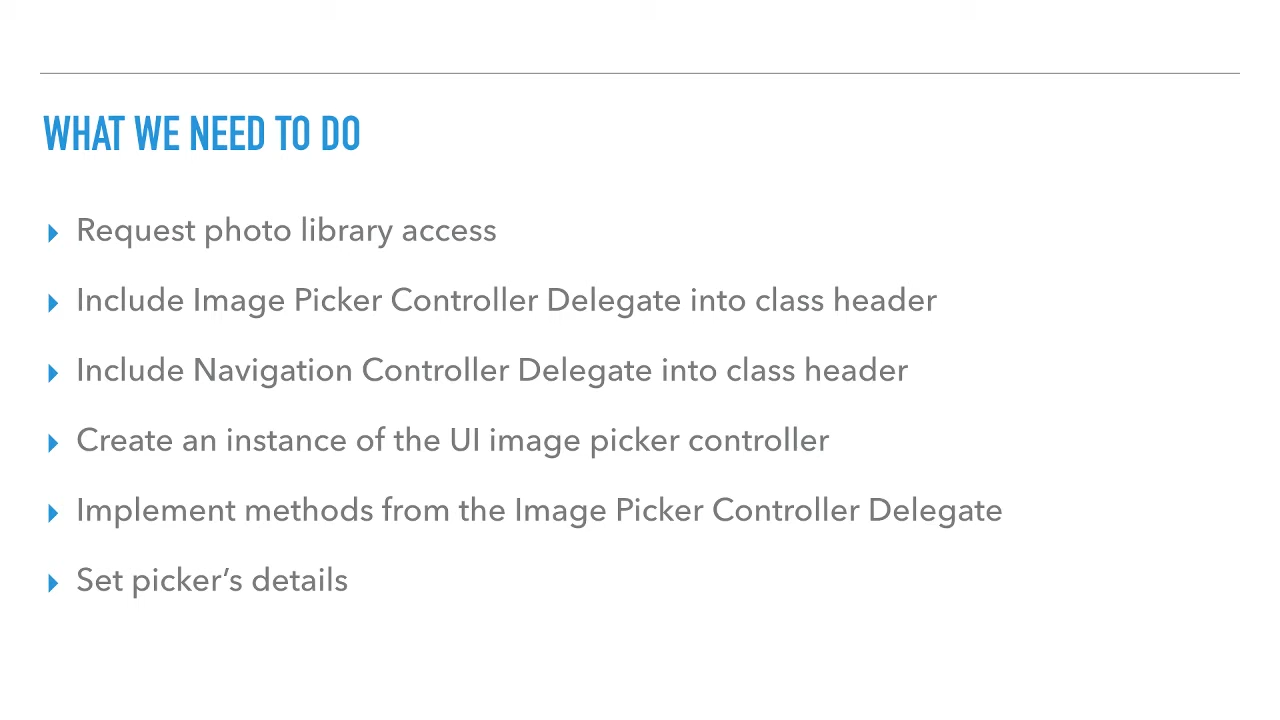 WHAT WE NEED TO DO
Request photo library access
Include Image Picker Controller Delegate into class header
Include Navigation Controller Delegate into class header
Create an instance of the UI image picker controller
Implement methods from the Image Picker Controller Delegate
Set picker’s details